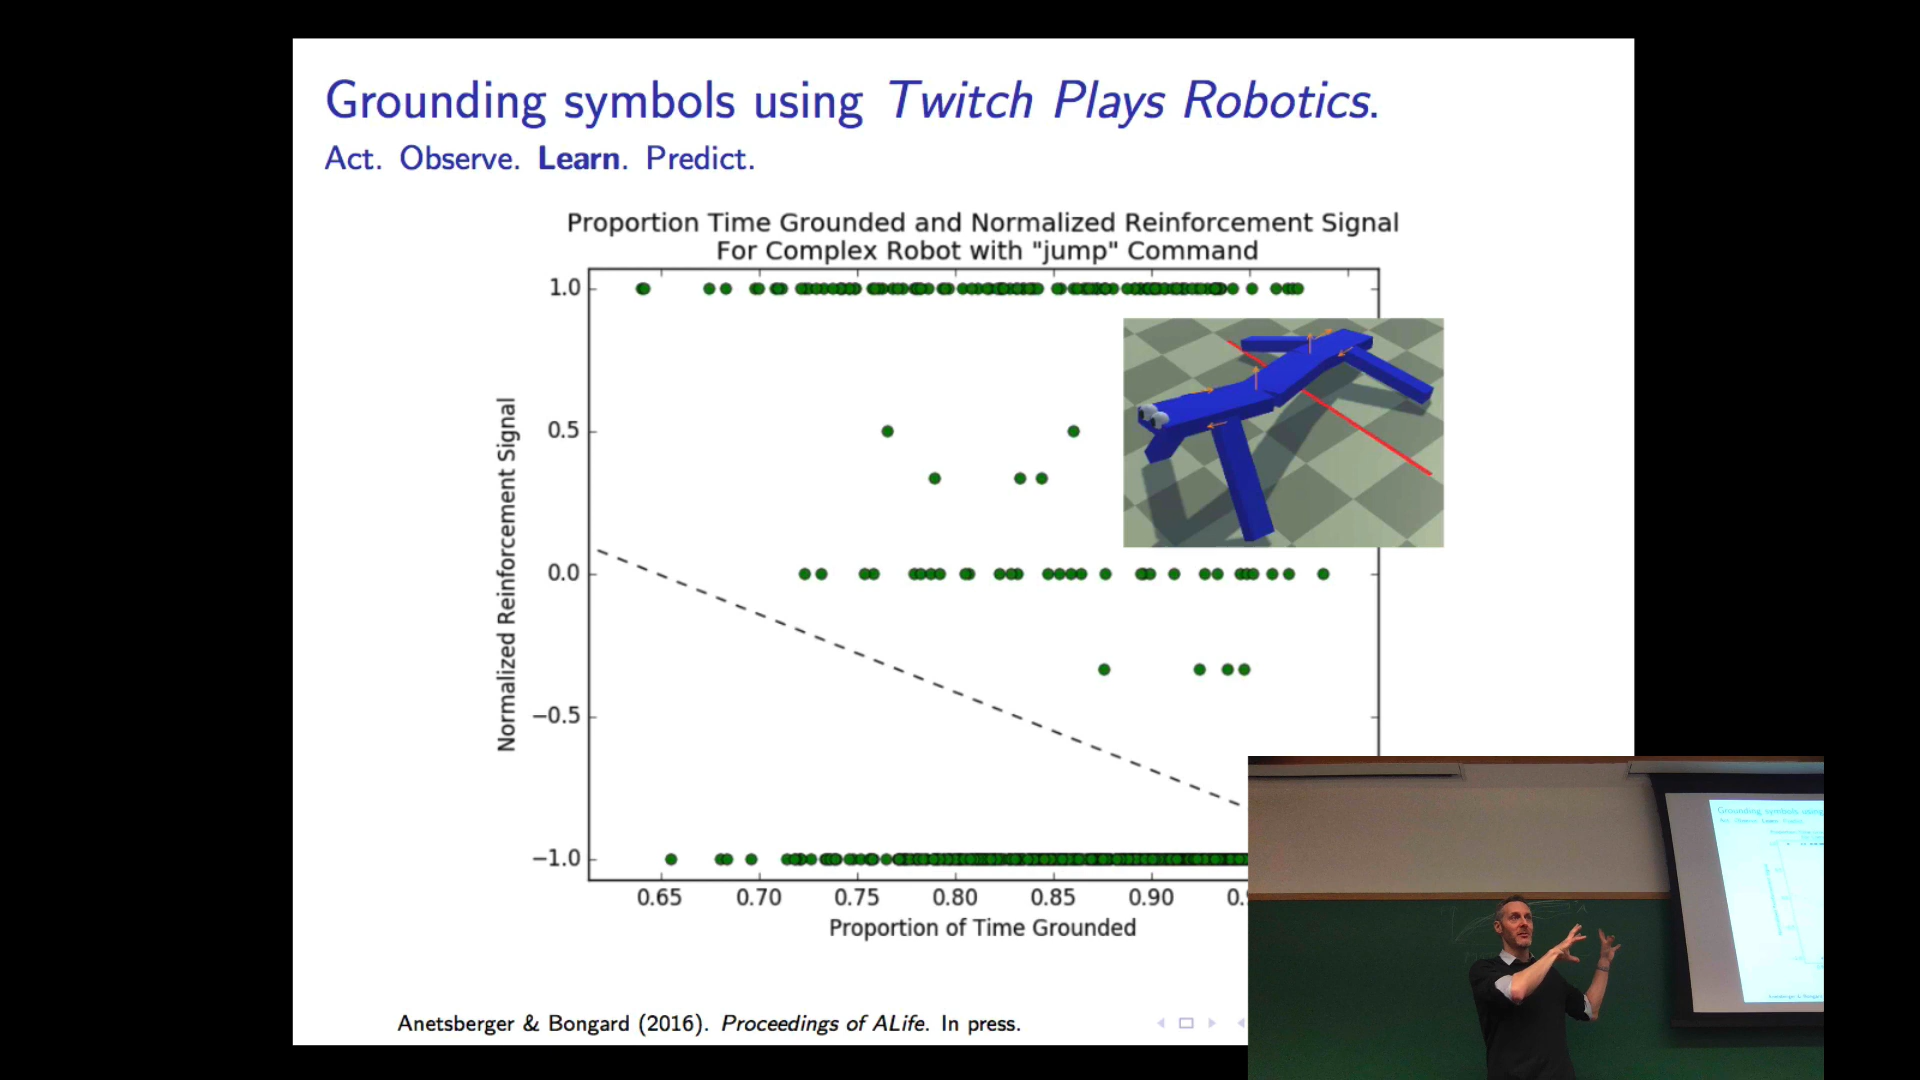 Grounding symbols using Twitch Plays Robotics.
Act. Observe. Learn. Predict.
Proportion Time Grounded and Normalized Reinforcement Signal
For Complex Robot with "jump" Command
Normalized Reinforcement Signal
1.0
0.5
0.0
−0.5
−1.0
0.65 0.70 0.75 0.80 0.85 0.90
Proportion of Time Grounded
Anetsberger & Bongard (2016). Proceedings of ALife. In press.
Grounding symbols using